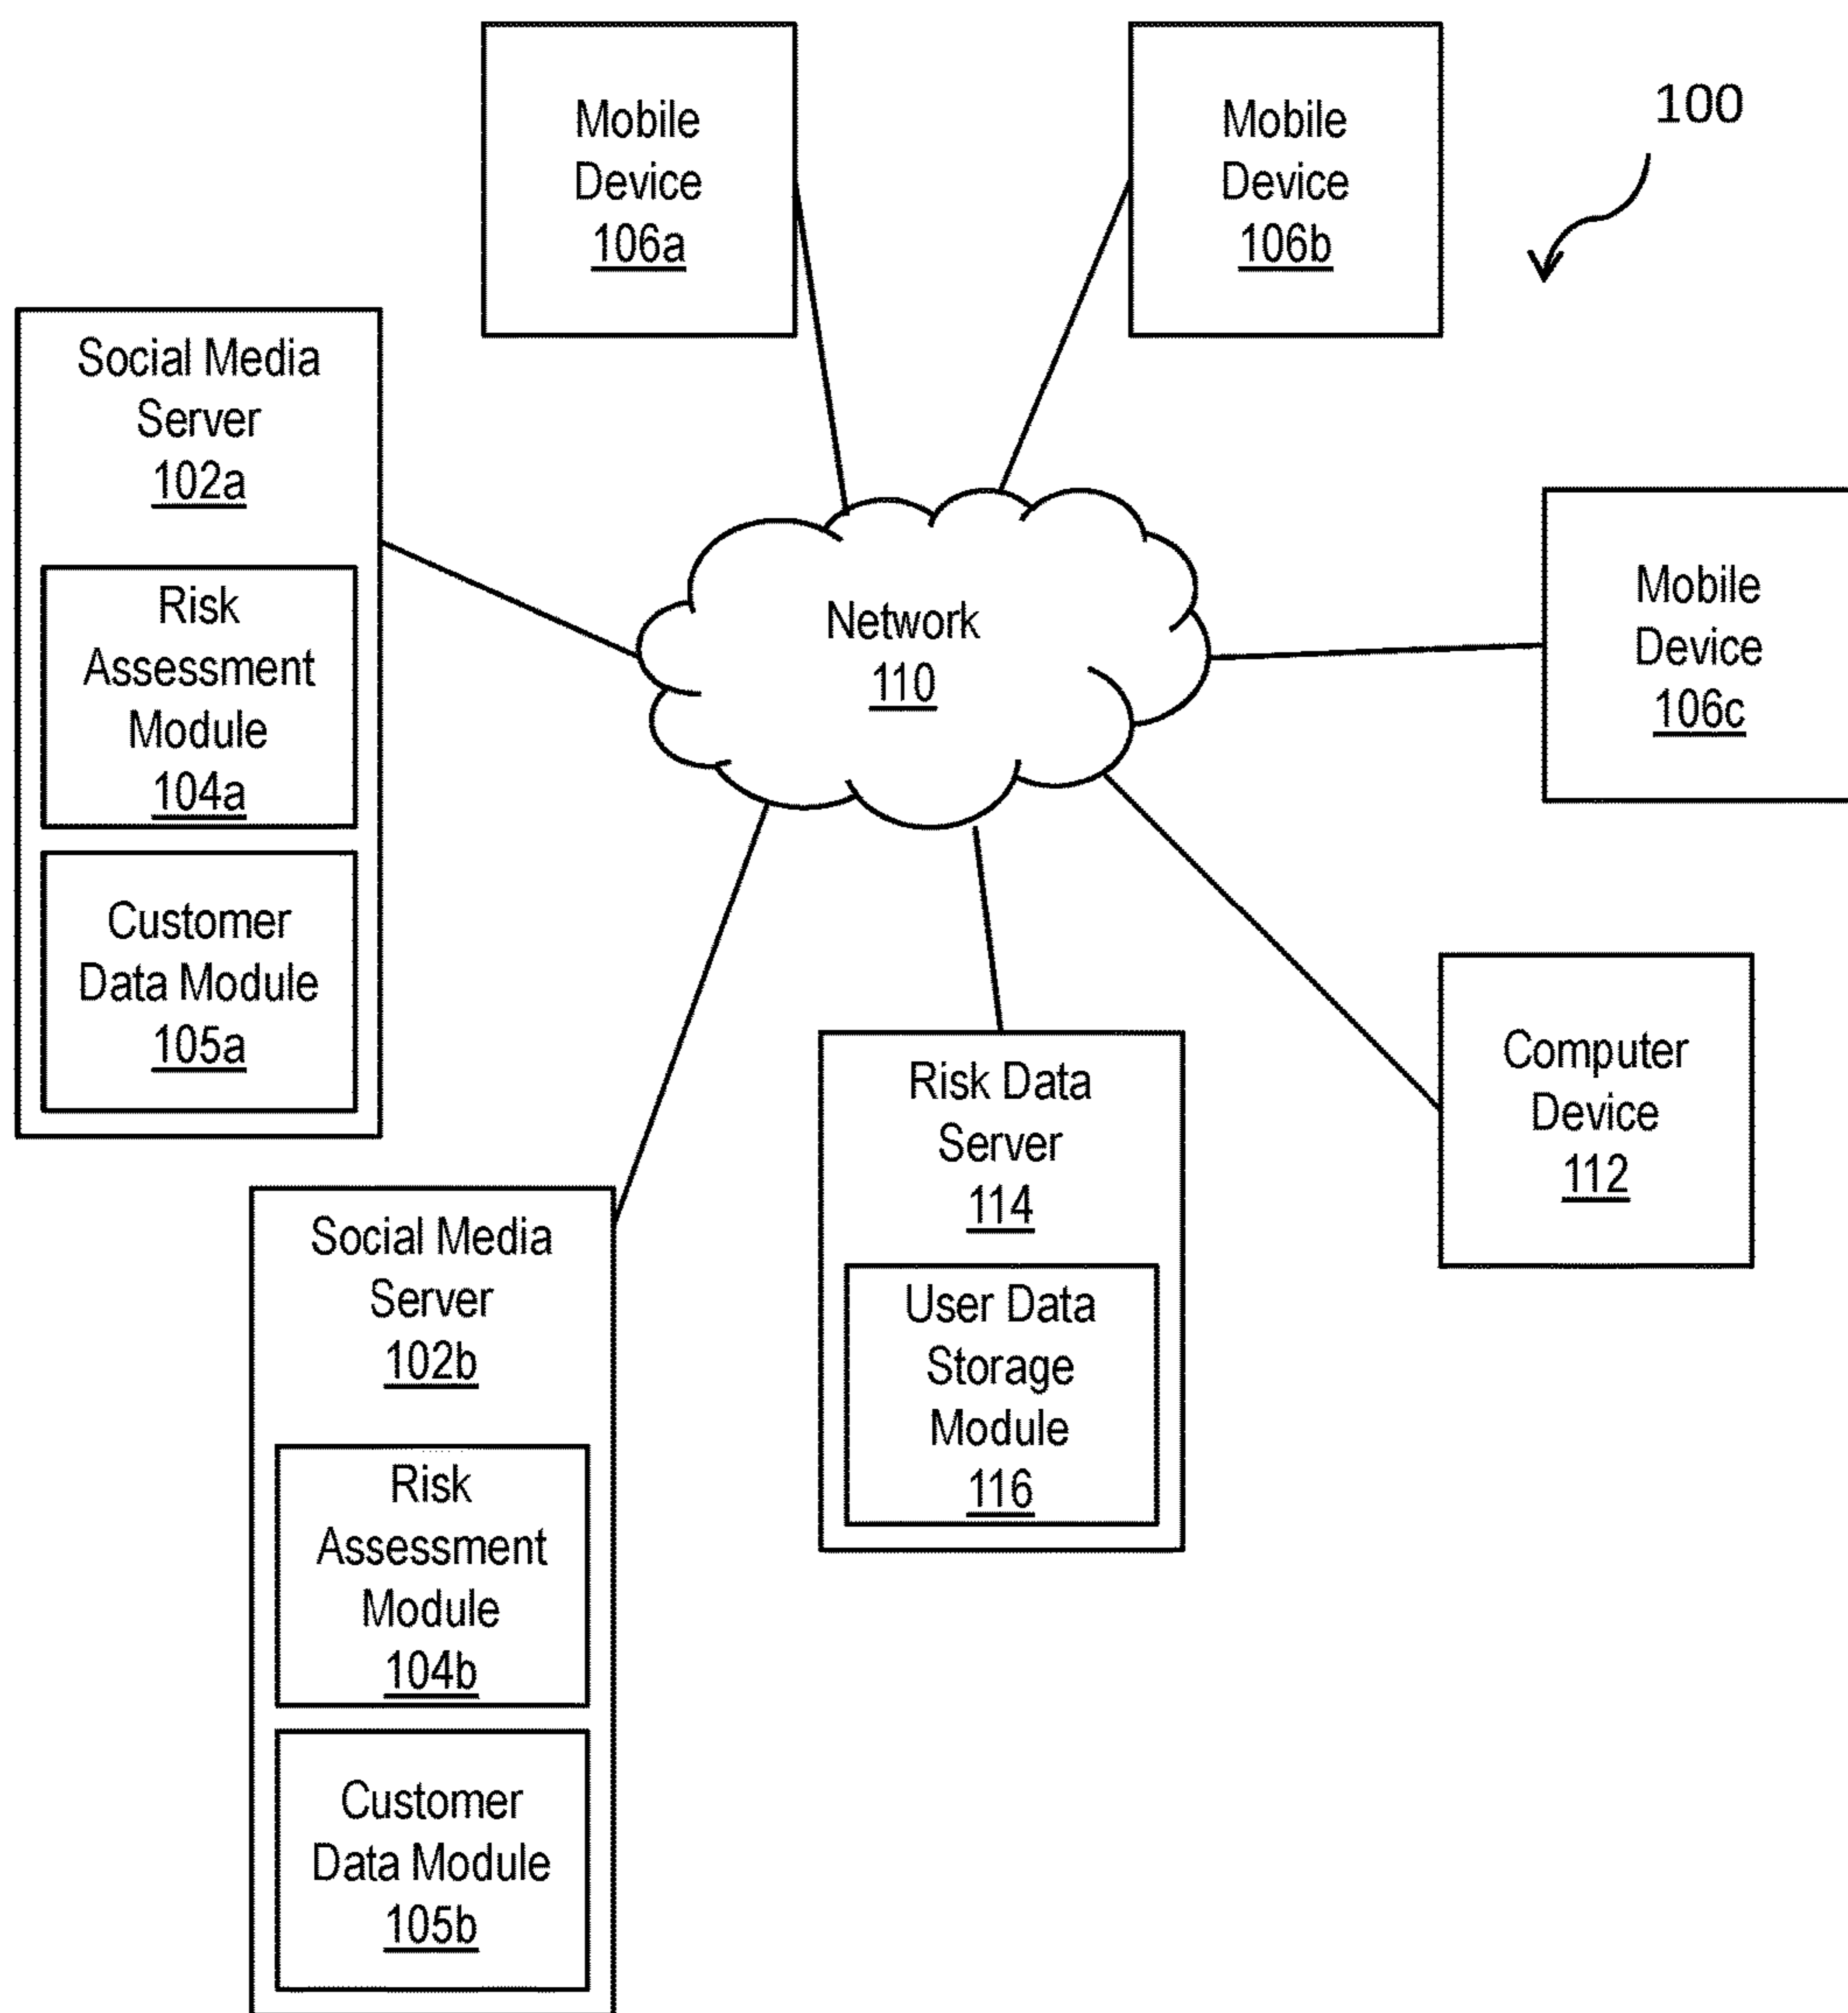 Mobile
Device
106a
Mobile
Device
106b
100
Social Media
Server
102a
Risk
Assessment
Module
104a
Customer
Data Module
105a
Network
110
Mobile
Device
106c
Computer
Device
112
Risk Data
Server
114
User Data
Storage
Module
116
Social Media
Server
102b
Risk
Assessment
Module
104b
Customer
Data Module
105b